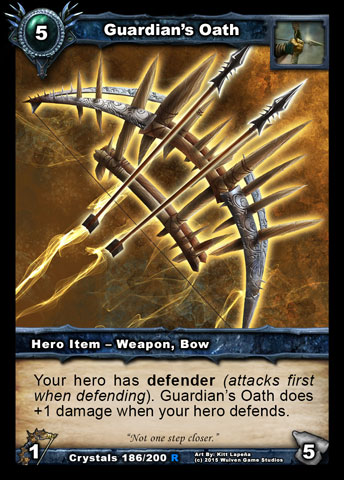 5
Guardian's Oath
Hero Item – Weapon, Bow
Your hero has defender (attacks first
when defending). Guardian's Oath does
+1 damage when your hero defends.
"Not one step closer."
1
Crystals 186/200 R
Art By: Kitt Lapeña
(c) 2015 Wulven Game Studios
5